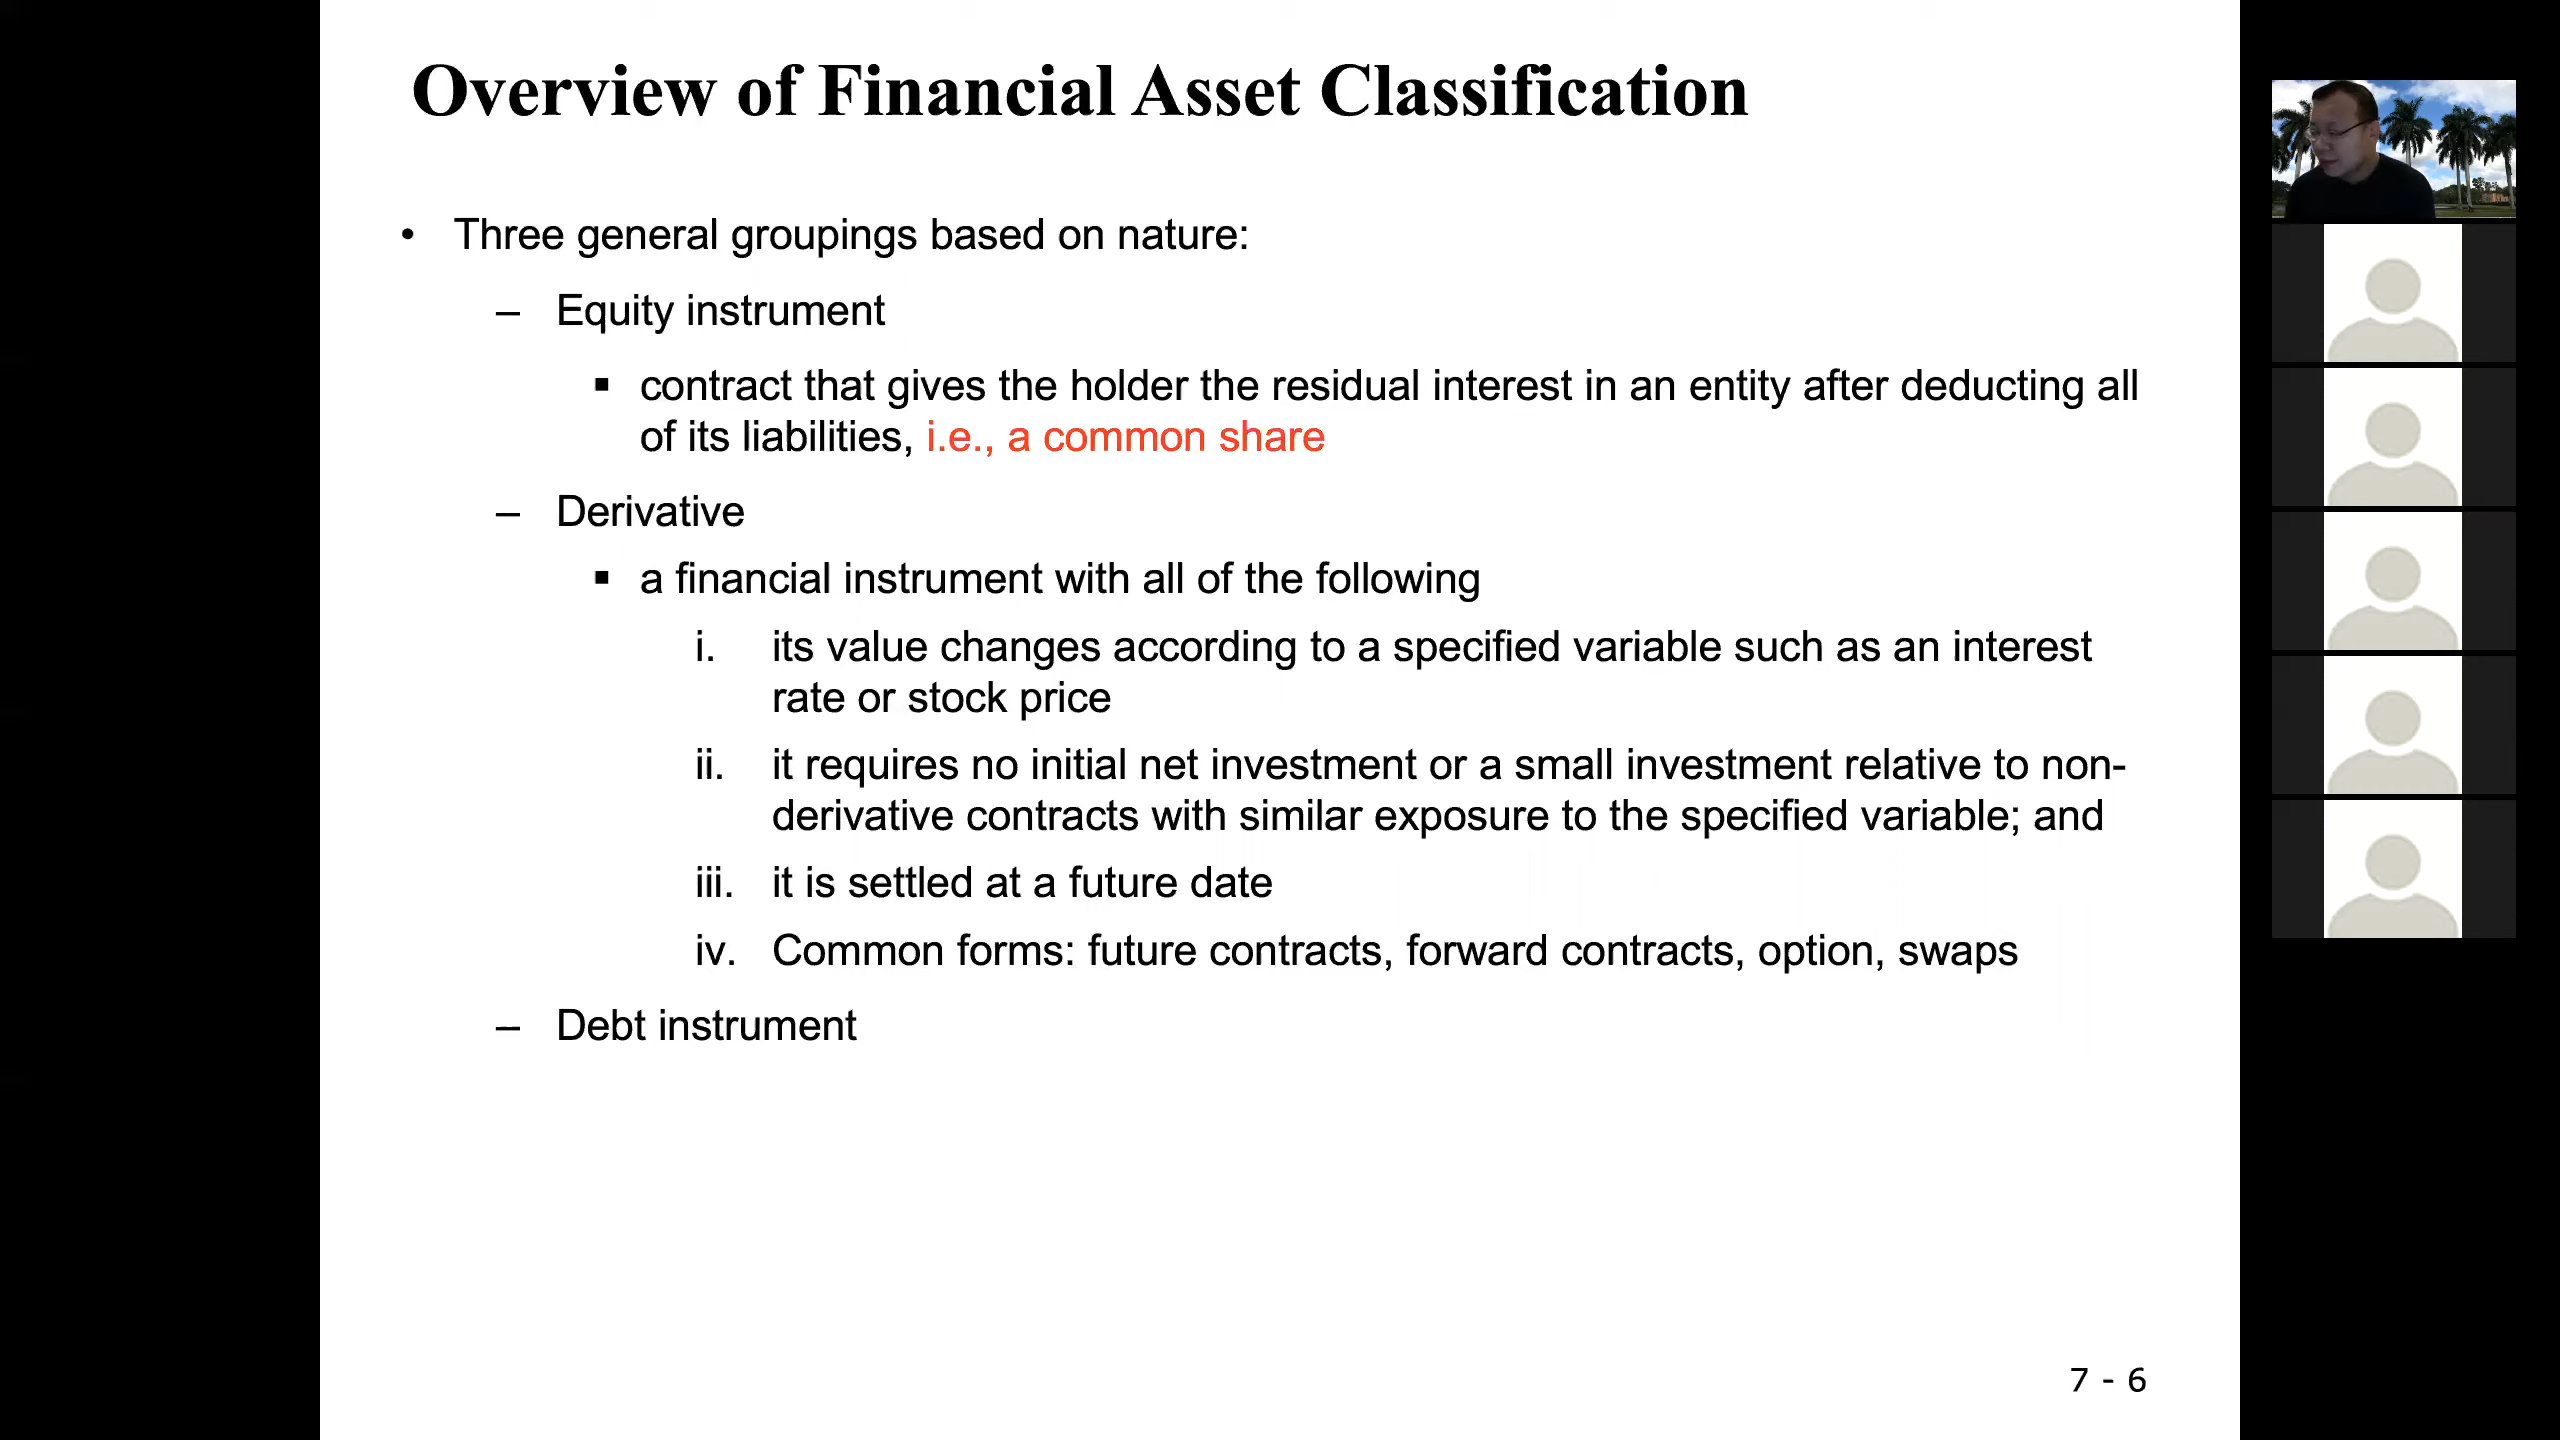 Overview of Financial Asset Classification
• Three general groupings based on nature:
– Equity instrument
▪ contract that gives the holder the residual interest in an entity after deducting all
of its liabilities, i.e., a common share
– Derivative
▪ a financial instrument with all of the following
i. its value changes according to a specified variable such as an interest
rate or stock price
ii. it requires no initial net investment or a small investment relative to non-
derivative contracts with similar exposure to the specified variable; and
iii. it is settled at a future date
iv. Common forms: future contracts, forward contracts, option, swaps
– Debt instrument
7 - 6